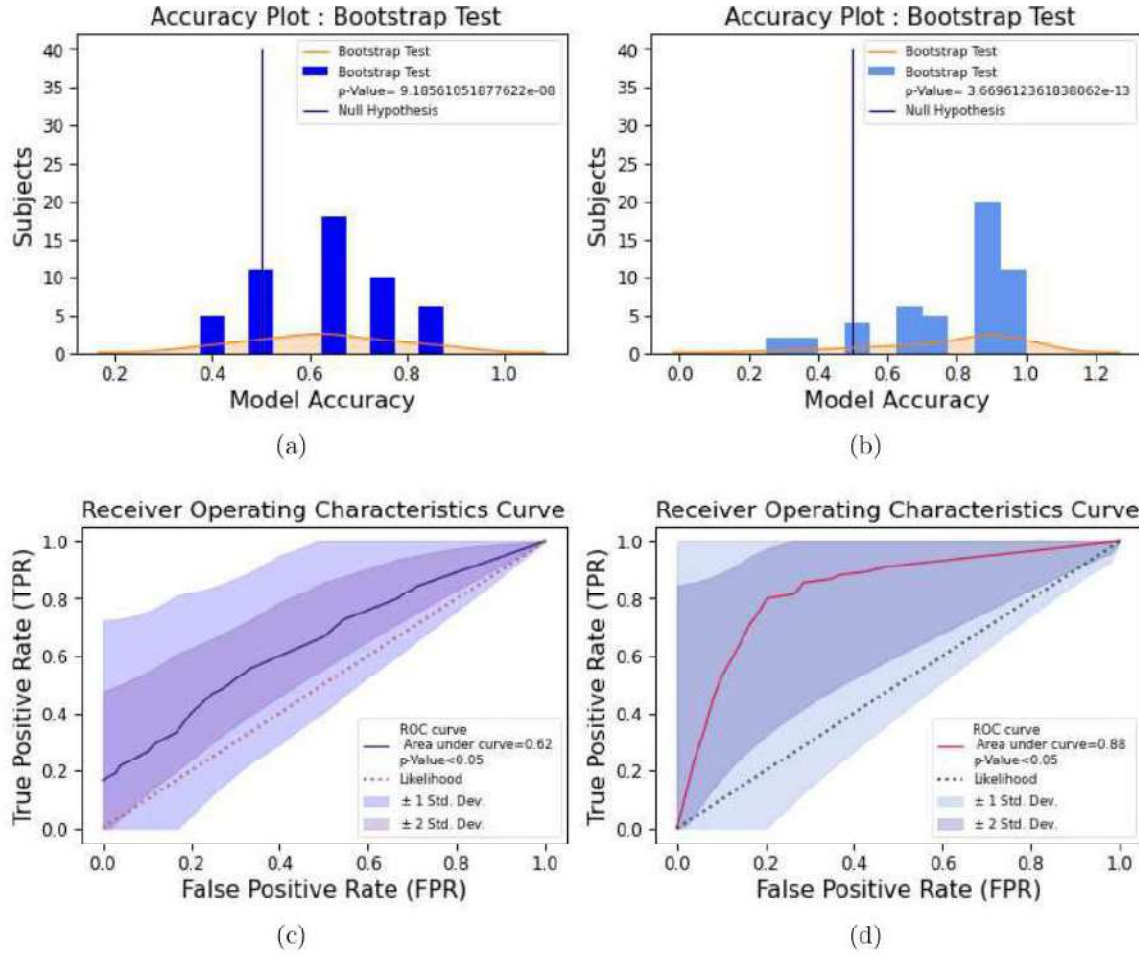 Accuracy Plot : Bootstrap Test
40
35
30
25
20
15
10
5
0
Subjects
Bootstrap Test
Bootstrap Test
p-Value= 9.18561051877622e-08
Null Hypothesis
0.2 0.4 0.6 0.8 1.0
Model Accuracy
(a)
Accuracy Plot : Bootstrap Test
40
35
30
25
20
15
10
5
0
Subjects
Bootstrap Test
Bootstrap Test
p-Value= 3.669612361838062e-13
Null Hypothesis
0.0 0.2 0.4 0.6 0.8 1.0 1.2
Model Accuracy
(b)
Receiver Operating Characteristics Curve
1.0
0.8
0.6
0.4
0.2
0.0
True Positive Rate (TPR)
ROC curve
Area under curve=0.62
p-Value<0.05
Likelihood
± 1 Std. Dev.
± 2 Std. Dev.
0.0 0.2 0.4 0.6 0.8 1.0
False Positive Rate (FPR)
(c)
Receiver Operating Characteristics Curve
1.0
0.8
0.6
0.4
0.2
0.0
True Positive Rate (TPR)
ROC curve
Area under curve=0.88
p-Value<0.05
Likelihood
± 1 Std. Dev.
± 2 Std. Dev.
0.0 0.2 0.4 0.6 0.8 1.0
False Positive Rate (FPR)
(d)